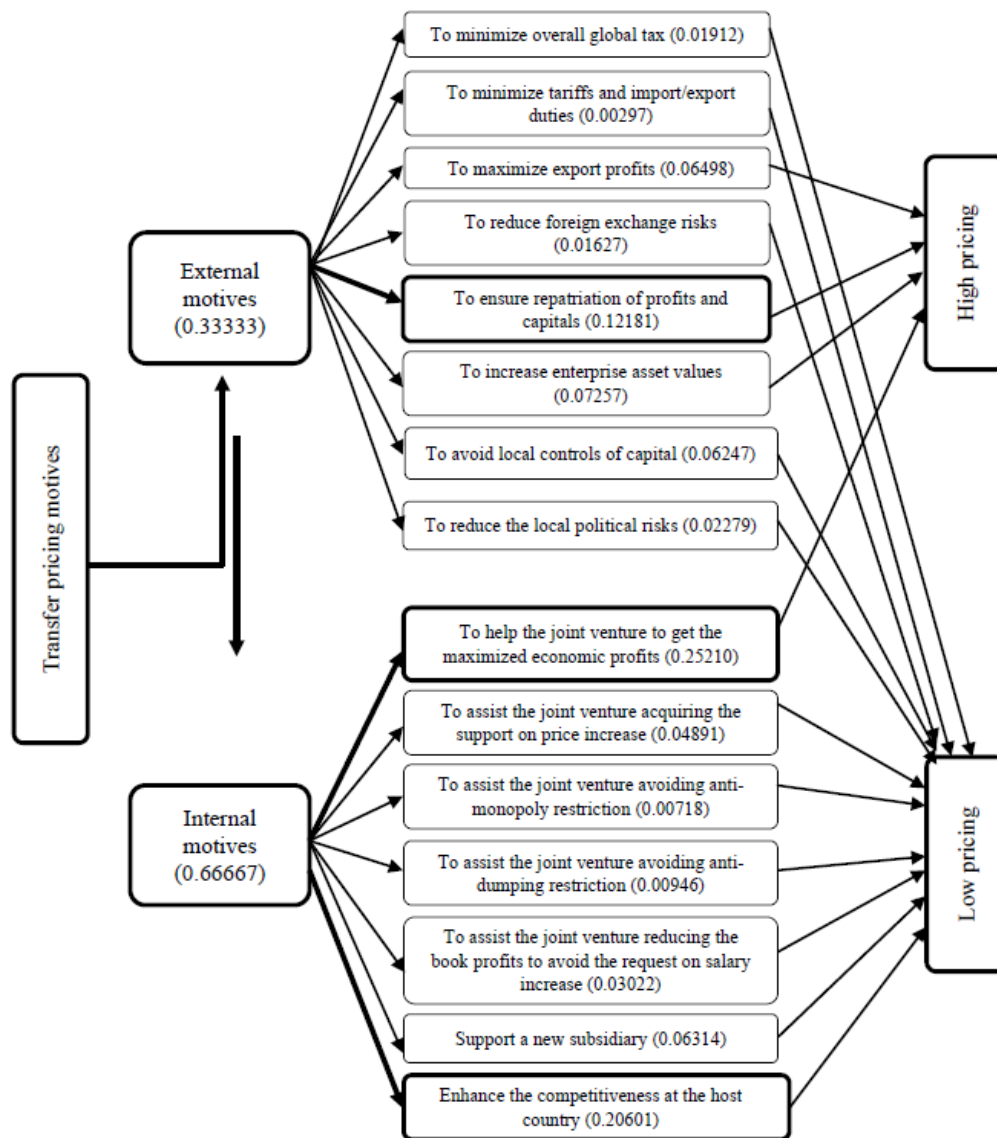 To minimize overall global tax (0.01912)
To minimize tariffs and import/export
duties (0.00297)
To maximize export profits (0.06498)
To reduce foreign exchange risks
(0.01627)
To ensure repatriation of profits and
capitals (0.12181)
To increase enterprise asset values
(0.07257)
To avoid local controls of capital (0.06247)
To reduce the local political risks (0.02279)
External
motives
(0.33333)
High pricing
Transfer pricing motives
To help the joint venture to get the
maximized economic profits (0.25210)
To assist the joint venture acquiring the
support on price increase (0.04891)
To assist the joint venture avoiding anti-
monopoly restriction (0.00718)
To assist the joint venture avoiding anti-
dumping restriction (0.00946)
To assist the joint venture reducing the
book profits to avoid the request on salary
increase (0.03022)
Support a new subsidiary (0.06314)
Enhance the competitiveness at the host
country (0.20601)
Internal
motives
(0.66667)
Low pricing